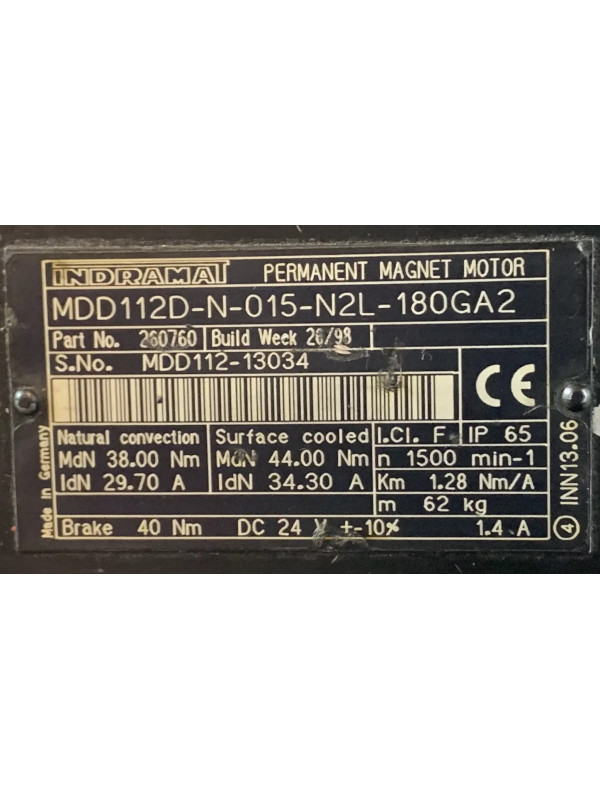 INDRAMAT PERMANENT MAGNET MOTOR
MDD112D-N-015-N2L-180GA2
Part No. 260760 Build Week 26/98
S.No. MDD112-13034
CE
Natural convection Surface cooled I.Cl. F IP 65
MdN 38.00 Nm MdN 44.00 Nm n 1500 min-1
IdN 29.70 A IdN 34.30 A Km 1.28 Nm/A
m 62 kg
Brake 40 Nm DC 24 V +-10% 1.4 A
Made in Germany
4 INN13.06